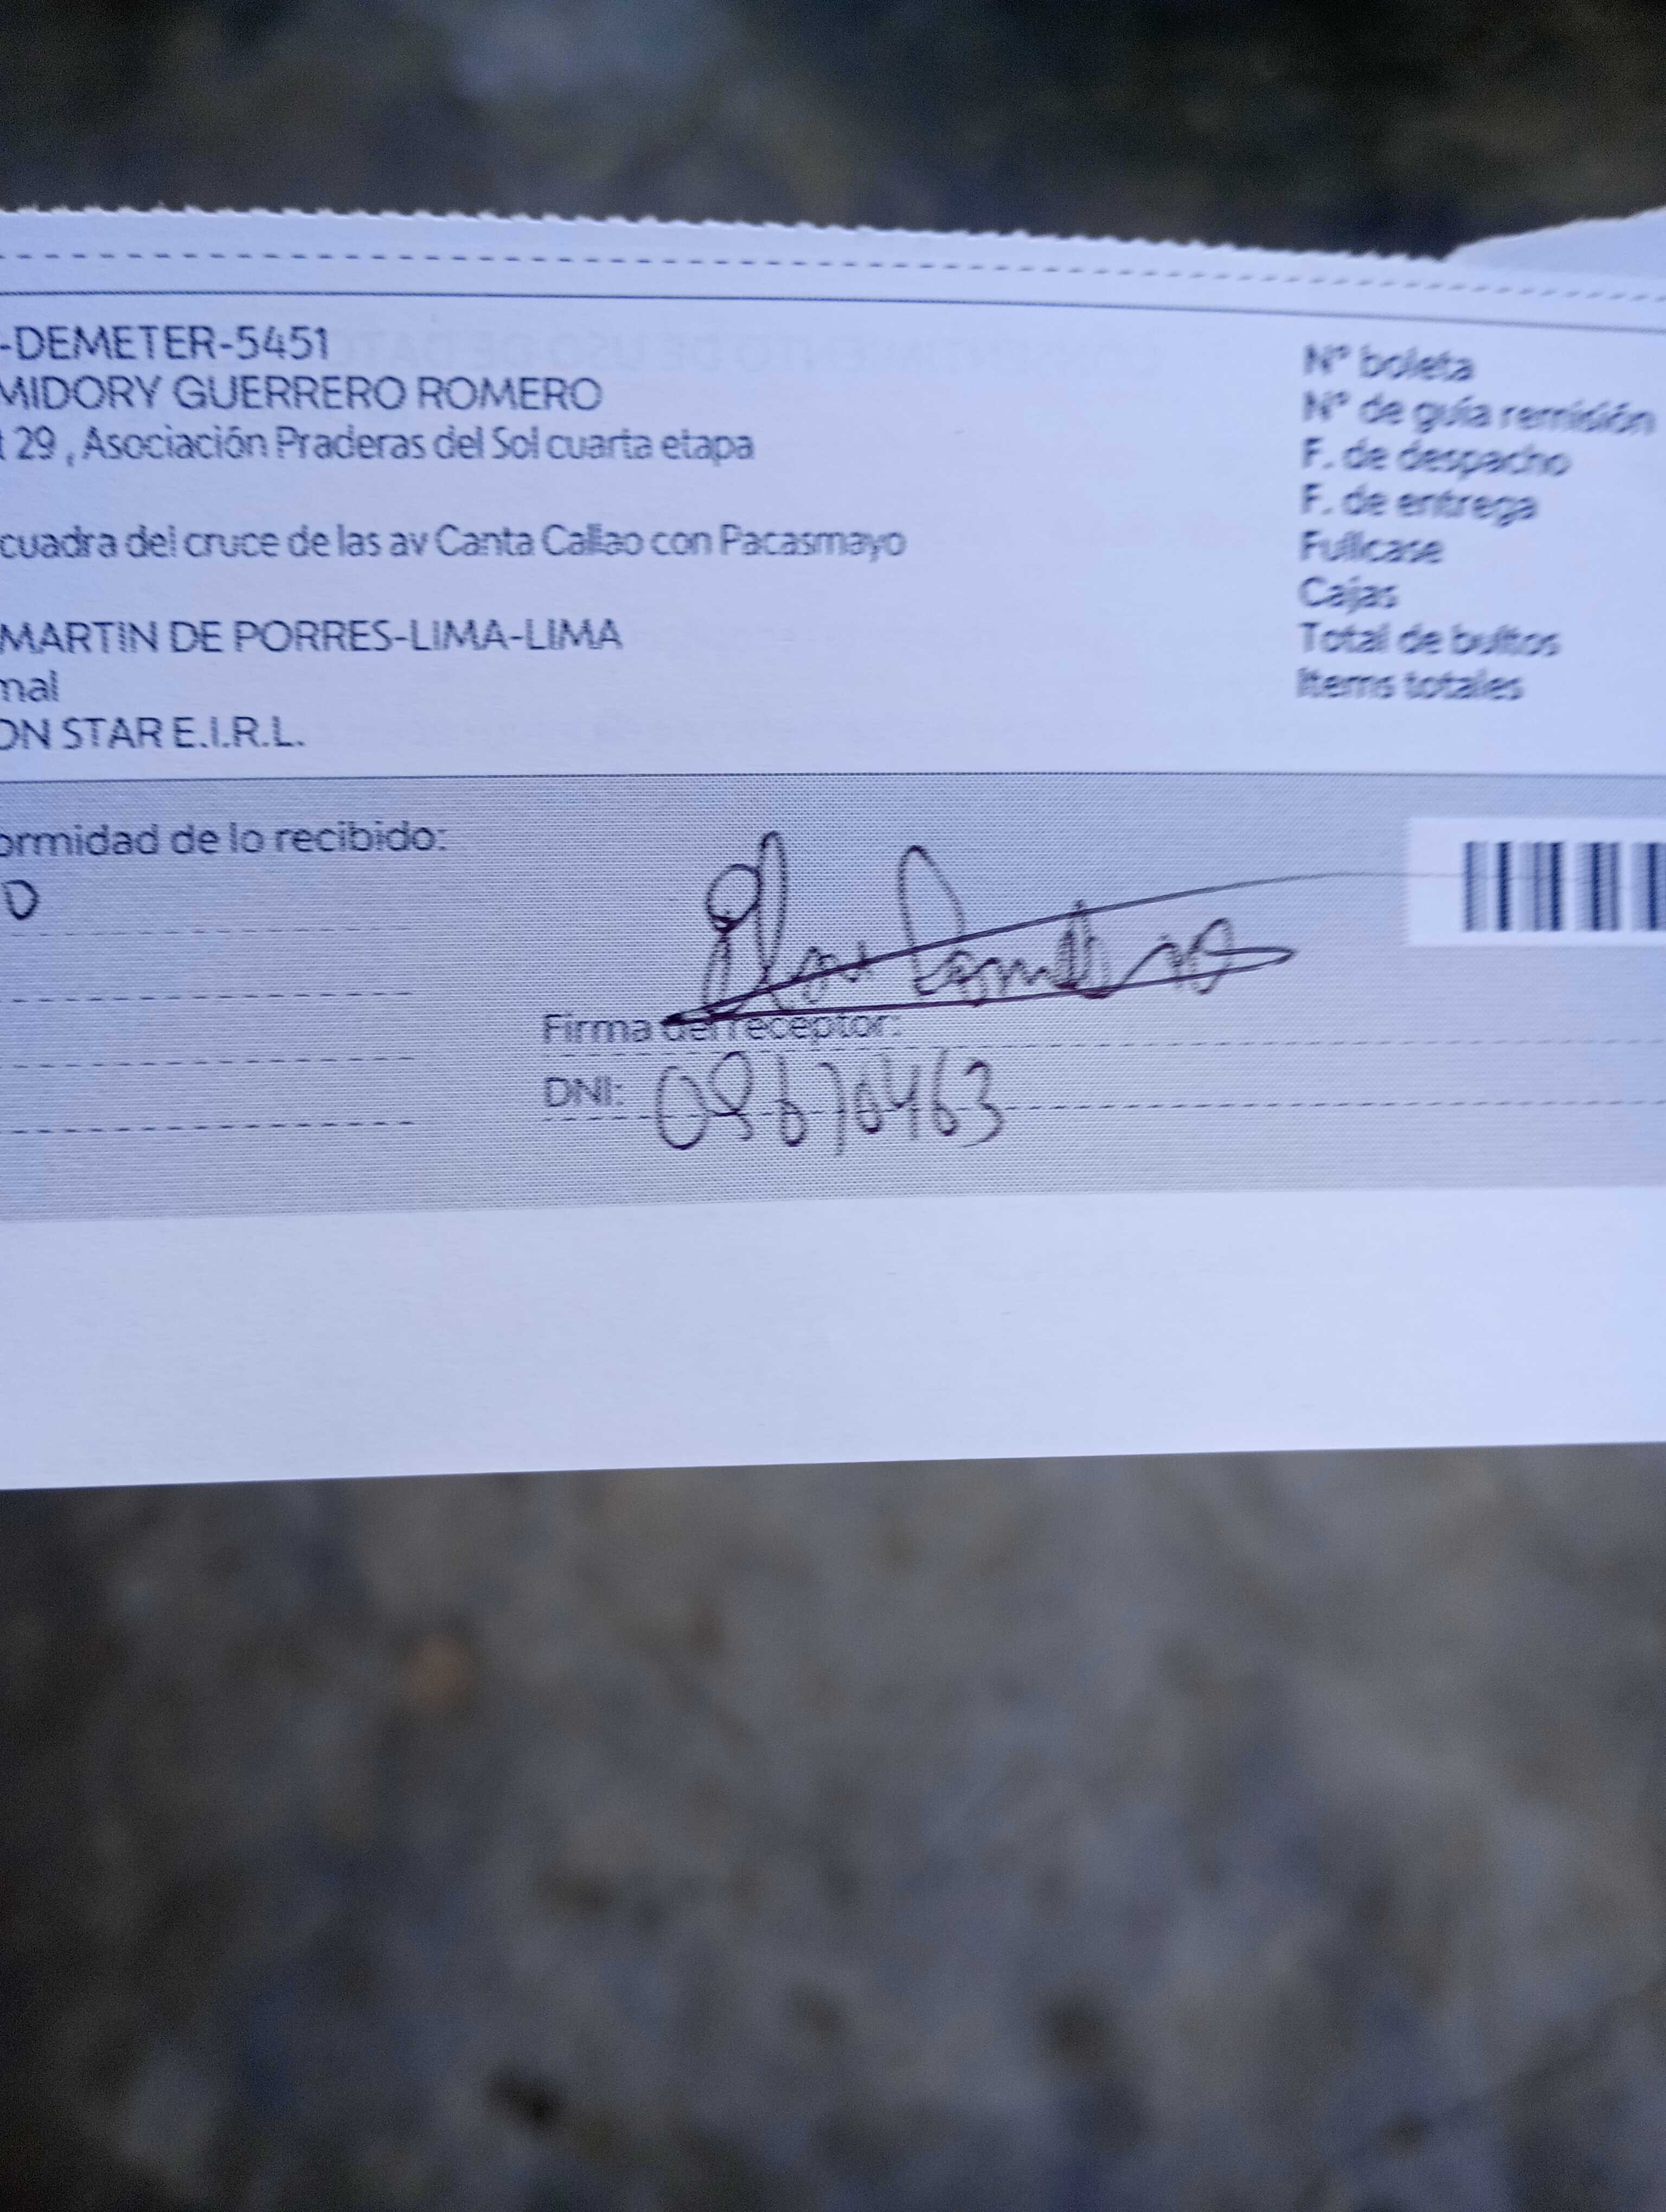 -DEMETER-5451
MIDORY GUERRERO ROMERO
t 29 , Asociación Praderas del Sol cuarta etapa
cuadra del cruce de las av Canta Callao con Pacasmayo
MARTIN DE PORRES-LIMA-LIMA
mal
ON STAR E.I.R.L.
N° boleta
N° de guía remisión
F. de despacho
F. de entrega
Fullcase
Cajas
Total de bultos
Items totales
ormidad de lo recibido:
O
Firma del receptor:
DNI: 08670463